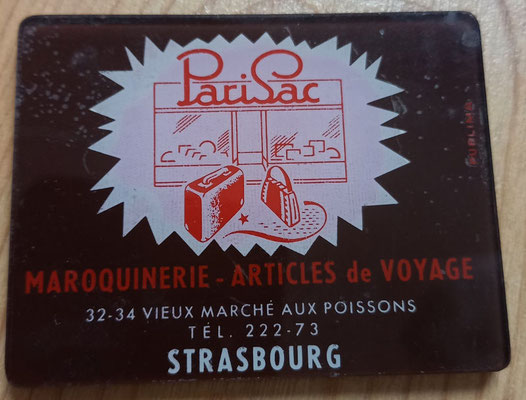 PariSac
MAROQUINERIE - ARTICLES de VOYAGE
32-34 VIEUX MARCHÉ AUX POISSONS
TÉL. 222-73
STRASBOURG